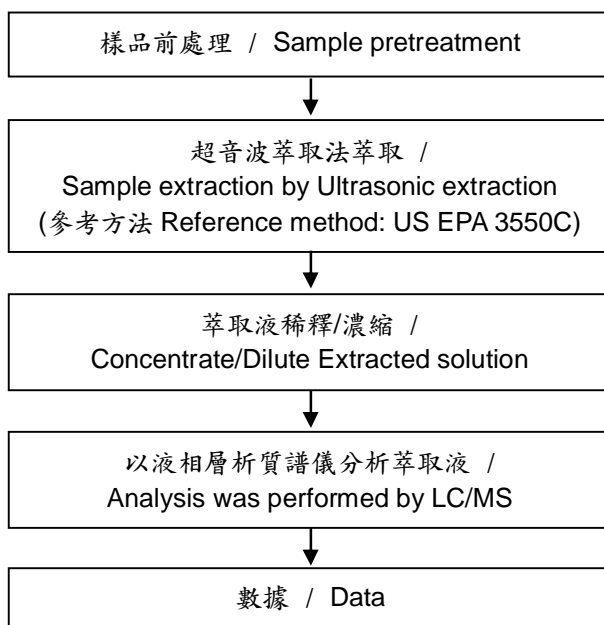 樣品前處理 / Sample pretreatment
超音波萃取法萃取 /
Sample extraction by Ultrasonic extraction
(參考方法 Reference method: US EPA 3550C)
萃取液稀釋/濃縮 /
Concentrate/Dilute Extracted solution
以液相層析質譜儀分析萃取液 /
Analysis was performed by LC/MS
數據 / Data